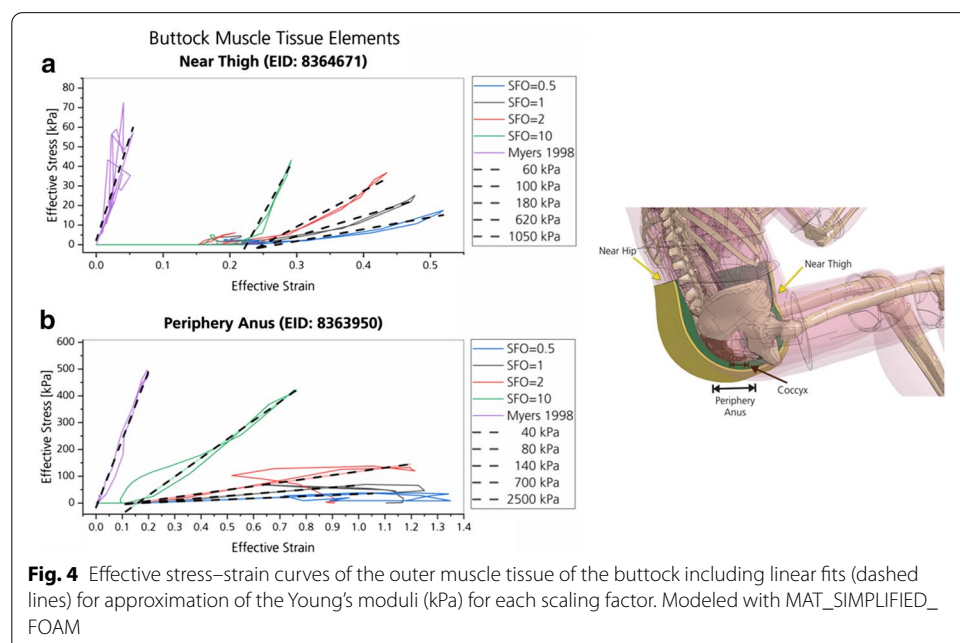 Buttock Muscle Tissue Elements
a
Near Thigh (EID: 8364671)
Effective Stress [kPa]
80
70
60
50
40
30
20
10
0
0.0 0.1 0.2 0.3 0.4 0.5
Effective Strain
SFO=0.5
SFO=1
SFO=2
SFO=10
Myers 1998
60 kPa
100 kPa
180 kPa
620 kPa
1050 kPa
b
Periphery Anus (EID: 8363950)
Effective Stress [kPa]
600
500
400
300
200
100
0
0.0 0.1 0.2 0.3 0.4 0.5 0.6 0.7 0.8 0.9 1.0 1.1 1.2 1.3 1.4
Effective Strain
SFO=0.5
SFO=1
SFO=2
SFO=10
Myers 1998
40 kPa
80 kPa
140 kPa
700 kPa
2500 kPa
Near Hip
Near Thigh
Coccyx
Periphery
Anus
Fig. 4 Effective stress–strain curves of the outer muscle tissue of the buttock including linear fits (dashed
lines) for approximation of the Young's moduli (kPa) for each scaling factor. Modeled with MAT_SIMPLIFIED_
FOAM